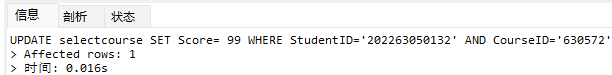 信息 剖析 状态
UPDATE selectcourse SET Score= 99 WHERE StudentID='202263050132' AND CourseID='630572'
> Affected rows: 1
> 时间: 0.016s